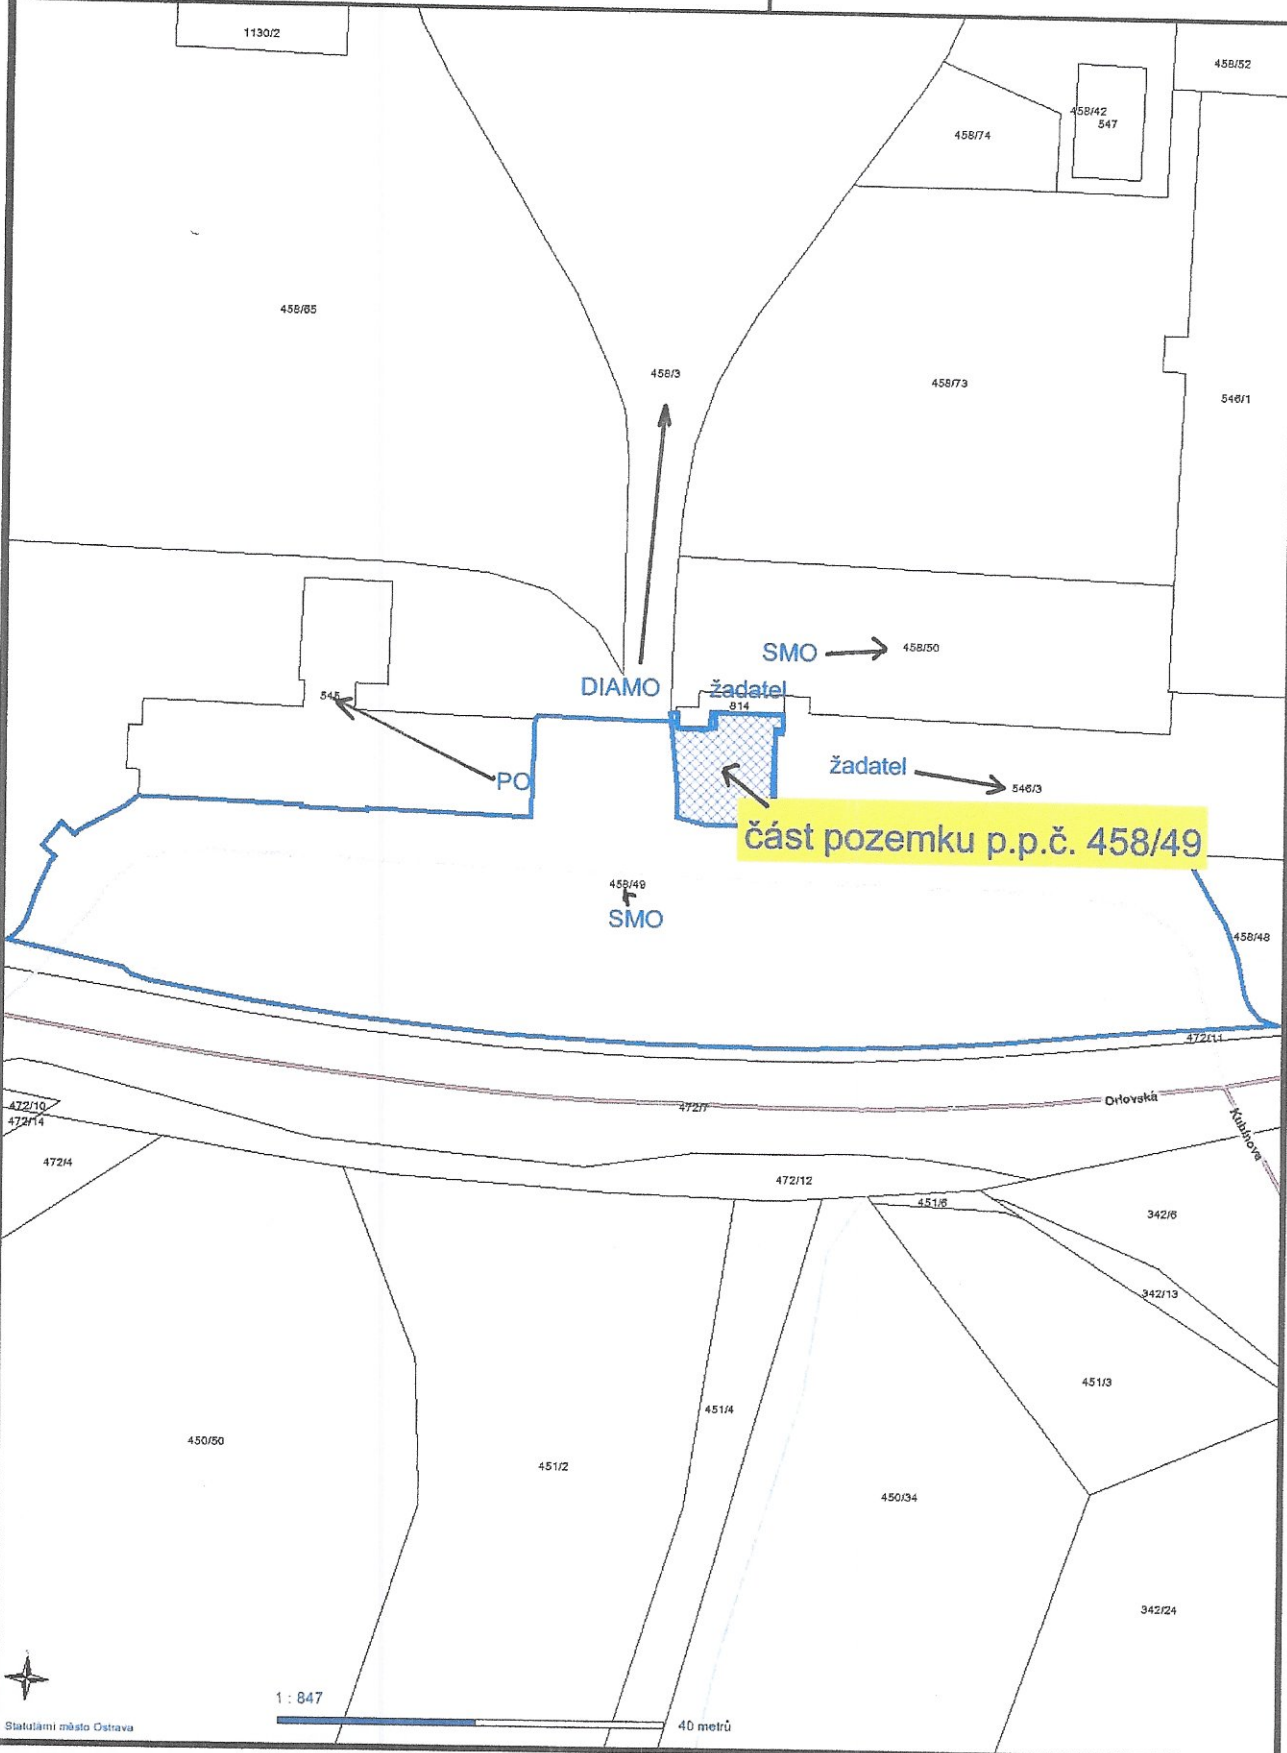 1130/2
458/52
458/42
547
458/74
458/65
458/3
458/73
546/1
SMO
458/50
DIAMO
žadatel
545
814
PO
žadatel
546/3
část pozemku p.p.č. 458/49
458/49
SMO
458/48
472/11
472/10
472/7
Orlovská
472/14
Kubínova
472/4
472/12
451/6
342/6
342/13
451/3
451/4
450/50
451/2
450/34
342/24
1 : 847
Statutární město Ostrava
40 metrů